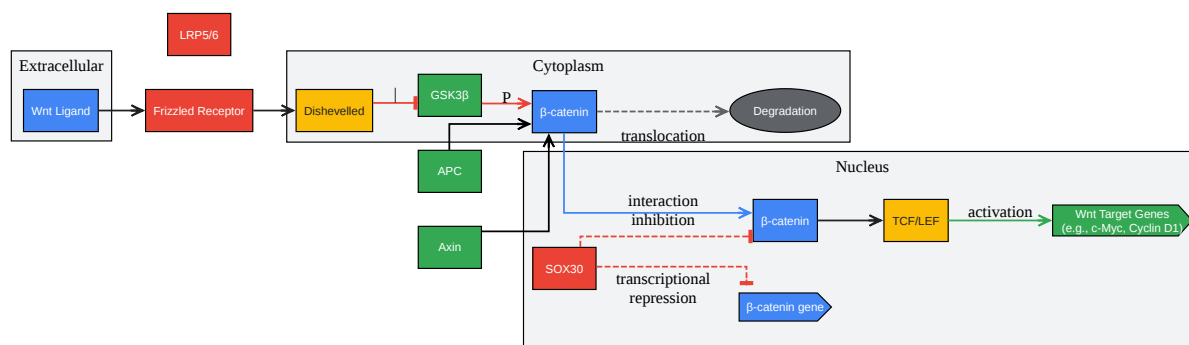 LRP5/6
Extracellular
Cytoplasm
Wnt Ligand
Frizzled Receptor
Dishevelled
GSK3β
P
β-catenin
Degradation
translocation
APC
Nucleus
Axin
interaction
inhibition
β-catenin
TCF/LEF
activation
Wnt Target Genes
(e.g., c-Myc, Cyclin D1)
SOX30
transcriptional
repression
β-catenin gene